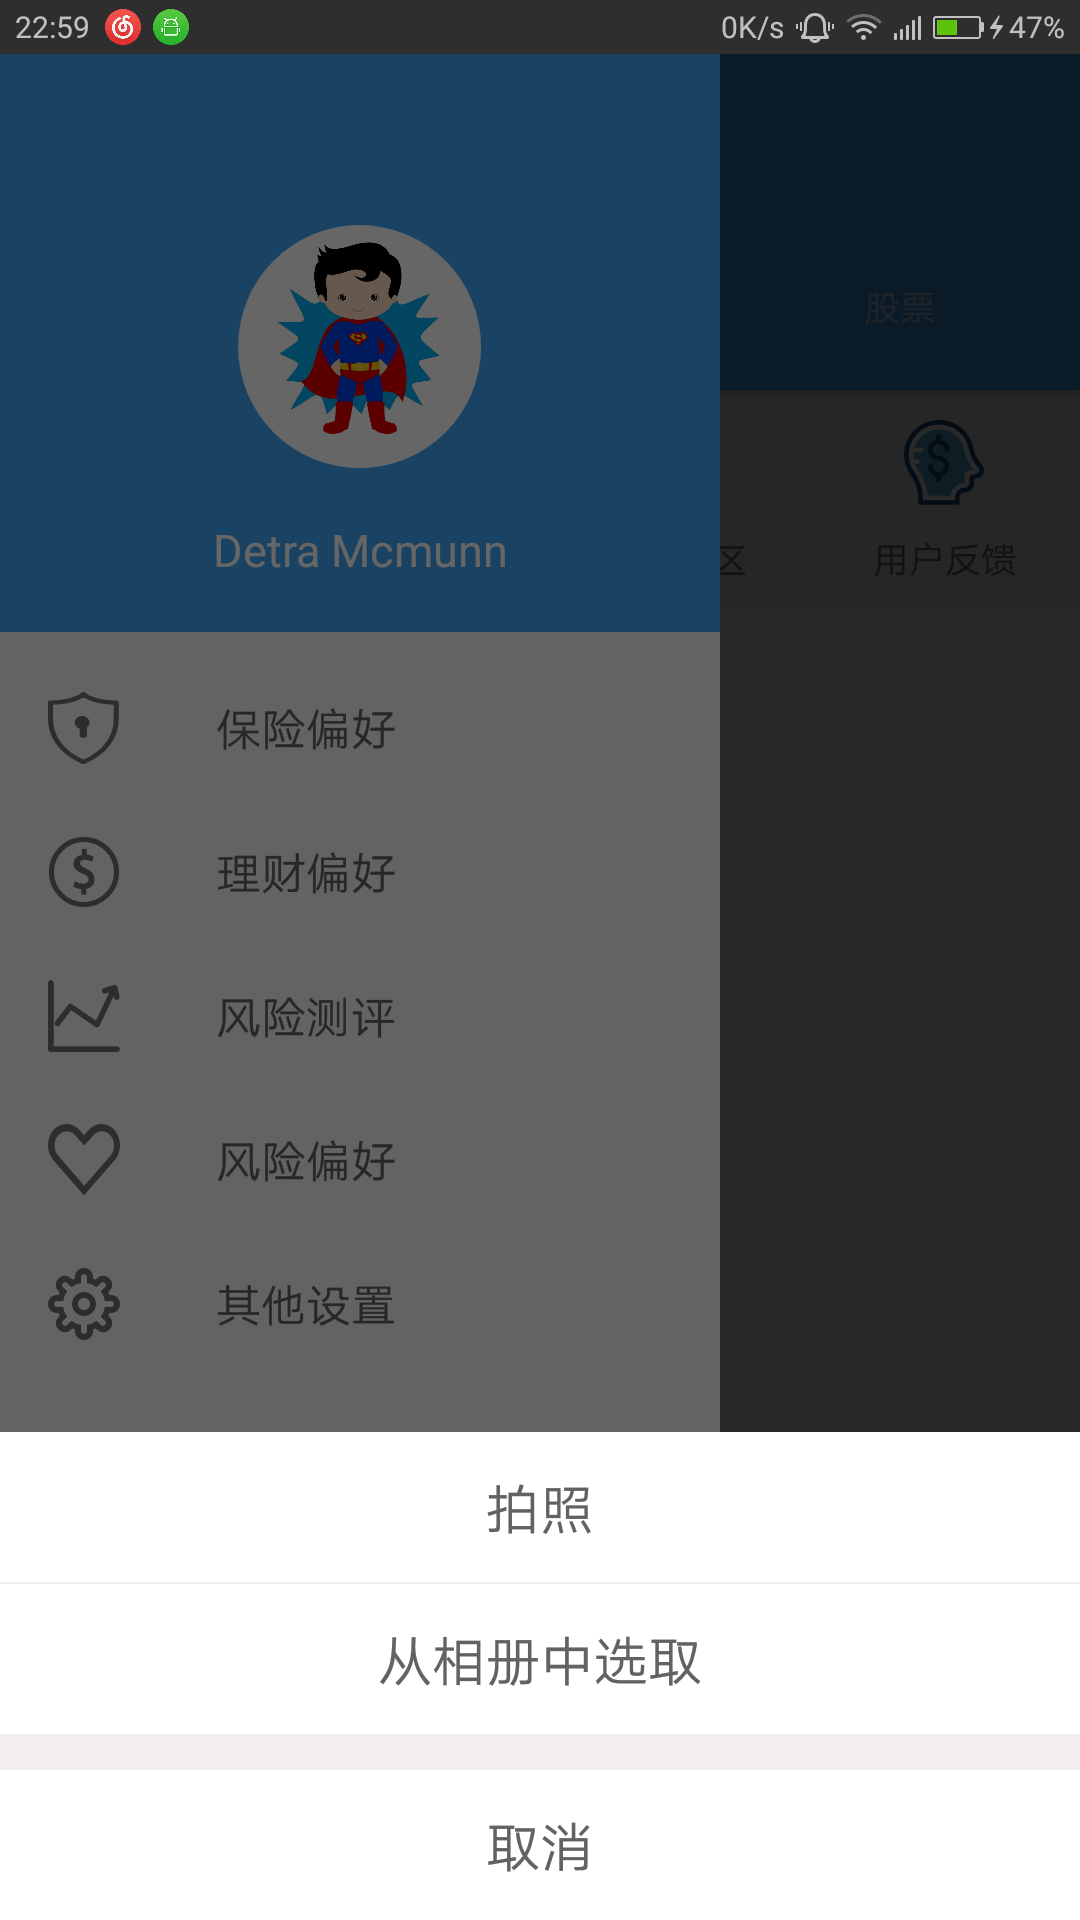 22:59
0K/s
47%
股票
Detra Mcmunn
区
用户反馈
保险偏好
理财偏好
风险测评
风险偏好
其他设置
拍照
从相册中选取
取消